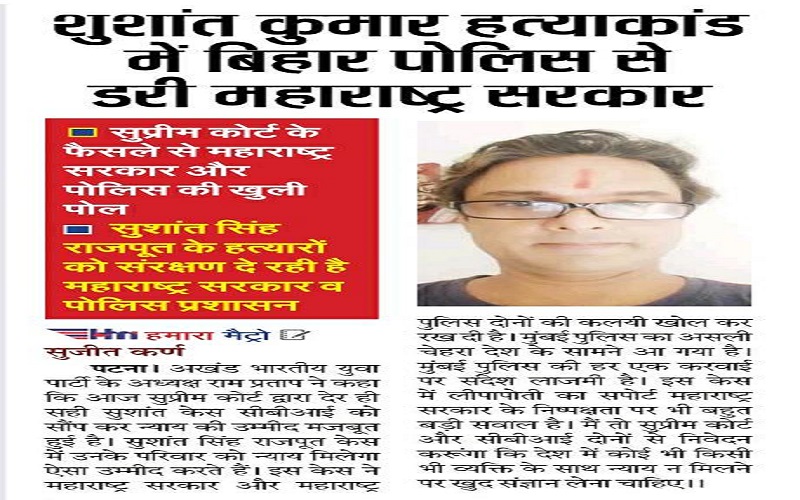 शुशांत कुमार हत्याकांड
में बिहार पोलिस से
डरी महाराष्ट्र सरकार
सुप्रीम कोर्ट के
फैसले से महाराष्ट्र
सरकार और
पोलिस की खुली
पोल
सुशांत सिंह
राजपूत के हत्यारों
को संरक्षण दे रही है
महाराष्ट्र सरकार व
पोलिस प्रशासन
हमारा मैट्रो
सुजीत कर्ण
पटना। अखंड भारतीय युवा
पार्टी के अध्यक्ष राम प्रताप ने कहा
कि आज सुप्रीम कोर्ट द्वारा देर ही
सही सुशांत केस सीबीआई को
सौंप कर न्याय की उम्मीद मजबूत
हुई है। सुशांत सिंह राजपूत केस
में उनके परिवार को न्याय मिलेगा
ऐसा उम्मीद करते है। इस केस ने
महाराष्ट्र सरकार और महाराष्ट्र
पुलिस दोनों की कलयी खोल कर
रख दी है। मुंबई पुलिस का असली
चेहरा देश के सामने आ गया है।
मुंबई पुलिस की हर एक करवाई
पर संदेश लाजमी है। इस केस
में लीपापोती का सपोर्ट महाराष्ट्र
सरकार के निष्पक्षता पर भी बहुत
बड़ी सवाल है। मैं तो सुप्रीम कोर्ट
और सीबीआई दोनों से निवेदन
करूंगा कि देश में कोई भी किसी
भी व्यक्ति के साथ न्याय न मिलने
पर खुद संज्ञान लेना चाहिए।।